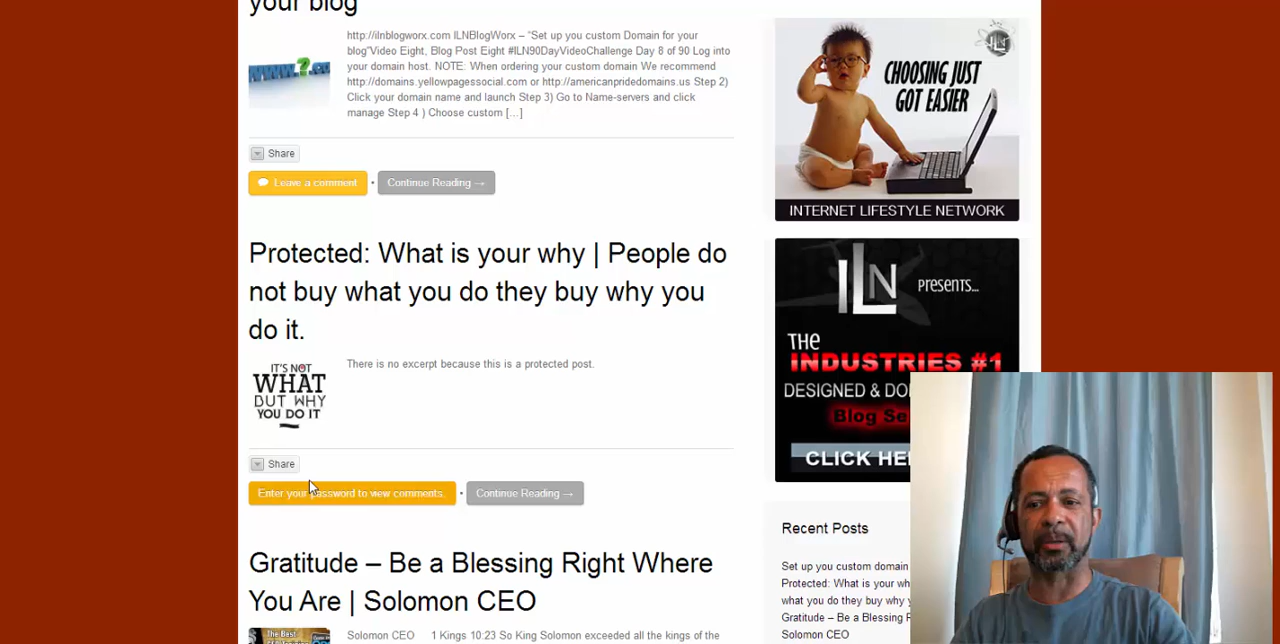 your blog
http://ilnblogworx.com ILNBlogWorx – “Set up you custom Domain for your
blog”Video Eight, Blog Post Eight #ILN90DayVideoChallenge Day 8 of 90 Log into
your domain host. NOTE: When ordering your custom domain We recommend
http://domains.yellowpagessocial.com or http://americanpridedomains.us Step 2)
Click your domain name and launch Step 3) Go to Name-servers and click
manage Step 4 ) Choose custom […]
Share
Leave a comment • Continue Reading →
Protected: What is your why | People do
not buy what you do they buy why you
do it.
IT'S NOT
WHAT
BUT WHY
YOU DO IT
There is no excerpt because this is a protected post.
Share
Enter your password to view comments. • Continue Reading →
Gratitude – Be a Blessing Right Where
You Are | Solomon CEO
The Best
Solomon CEO 1 Kings 10:23 So King Solomon exceeded all the kings of the
ILN
CHOOSING JUST
GOT EASIER
INTERNET LIFESTYLE NETWORK
ILN PRESENTS...
THE
INDUSTRIES #1
DESIGNED & DO
Blog Se
CLICK HE
Recent Posts
Set up you custom domain
Protected: What is your wh
what you do they buy why y
Gratitude – Be a Blessing R
Solomon CEO